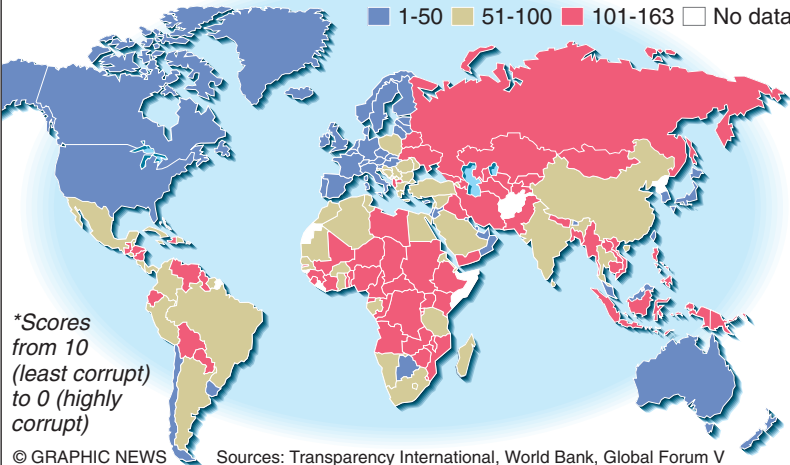 1-50 51-100 101-163 No data
*Scores
from 10
(least corrupt)
to 0 (highly
corrupt)
© GRAPHIC NEWS Sources: Transparency International, World Bank, Global Forum V